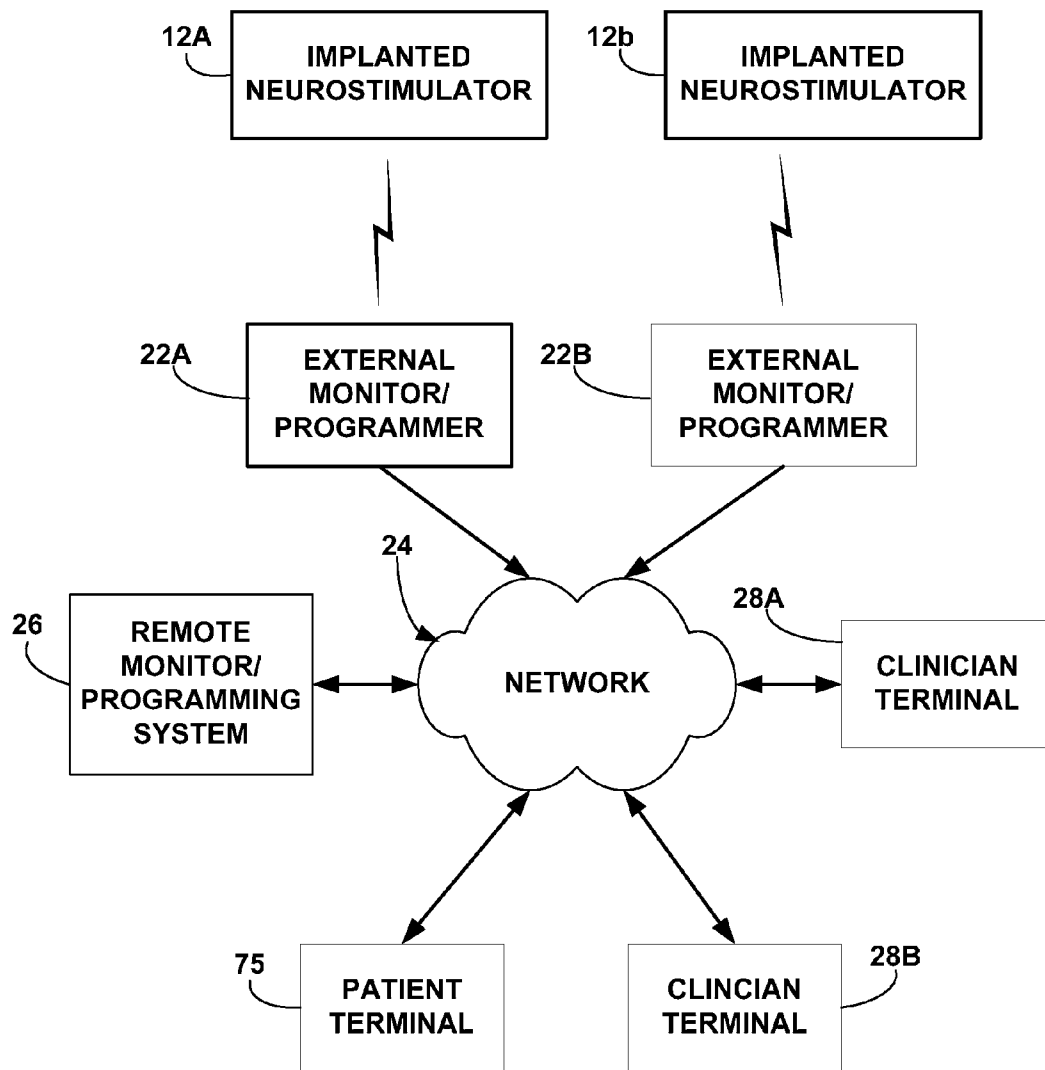 12A
IMPLANTED
NEUROSTIMULATOR
12b
IMPLANTED
NEUROSTIMULATOR
22A
EXTERNAL
MONITOR/
PROGRAMMER
22B
EXTERNAL
MONITOR/
PROGRAMMER
24
26
REMOTE
MONITOR/
PROGRAMMING
SYSTEM
NETWORK
28A
CLINICIAN
TERMINAL
75
PATIENT
TERMINAL
CLINCIAN
TERMINAL
28B